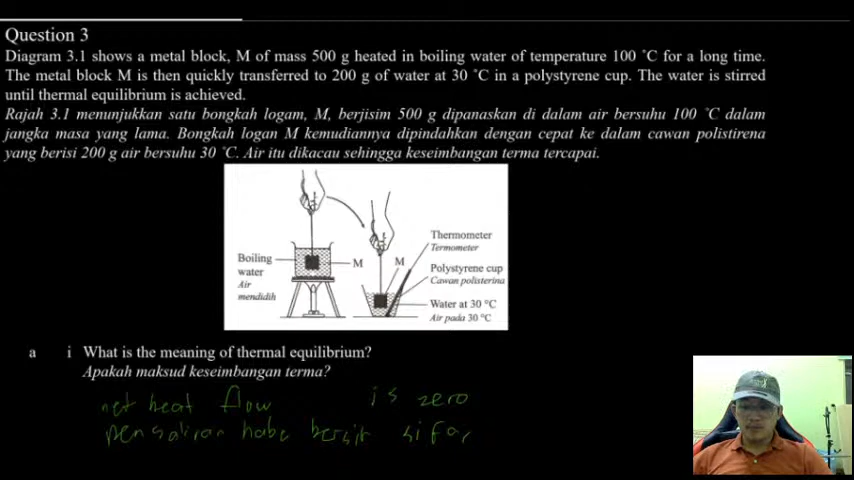 Question 3
Diagram 3.1 shows a metal block, M of mass 500 g heated in boiling water of temperature 100 ˚C for a long time.
The metal block M is then quickly transferred to 200 g of water at 30 ˚C in a polystyrene cup. The water is stirred
until thermal equilibrium is achieved.
Rajah 3.1 menunjukkan satu bongkah logam, M, berjisim 500 g dipanaskan di dalam air bersuhu 100 ˚C dalam
jangka masa yang lama. Bongkah logan M kemudiannya dipindahkan dengan cepat ke dalam cawan polistirena
yang berisi 200 g air bersuhu 30 ˚C. Air itu dikacau sehingga keseimbangan terma tercapai.
Thermometer
Termometer
Boiling
water
Air
mendidih
M
M
Polystyrene cup
Cawan polisterina
Water at 30 °C
Air pada 30 °C
a i What is the meaning of thermal equilibrium?
Apakah maksud keseimbangan terma?
net heat flow is zero
pengaliran haba bersih sifar